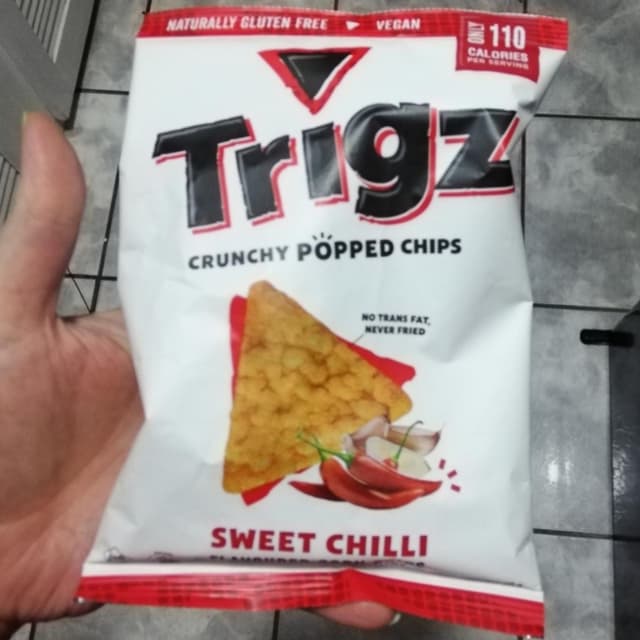 NATURALLY GLUTEN FREE VEGAN
ONLY 110
CALORIES
PER SERVING
Trigz
CRUNCHY POPPED CHIPS
NO TRANS FAT,
NEVER FRIED
SWEET CHILLI